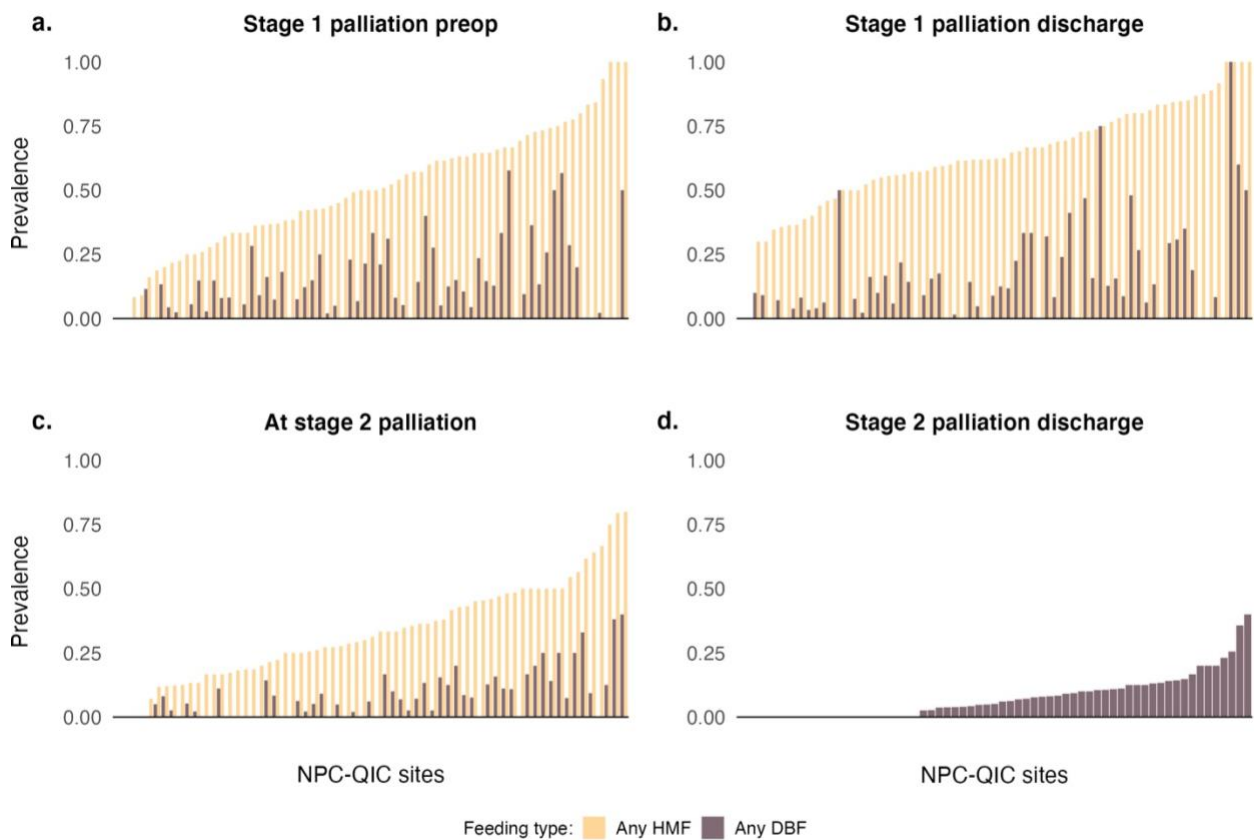 a. Stage 1 palliation preop
b. Stage 1 palliation discharge
1.00
0.75
0.50
0.25
0.00
Prevalence
1.00
0.75
0.50
0.25
0.00
c. At stage 2 palliation
d. Stage 2 palliation discharge
1.00
0.75
0.50
0.25
0.00
Prevalence
NPC-QIC sites
1.00
0.75
0.50
0.25
0.00
NPC-QIC sites
Feeding type: Any HMF Any DBF